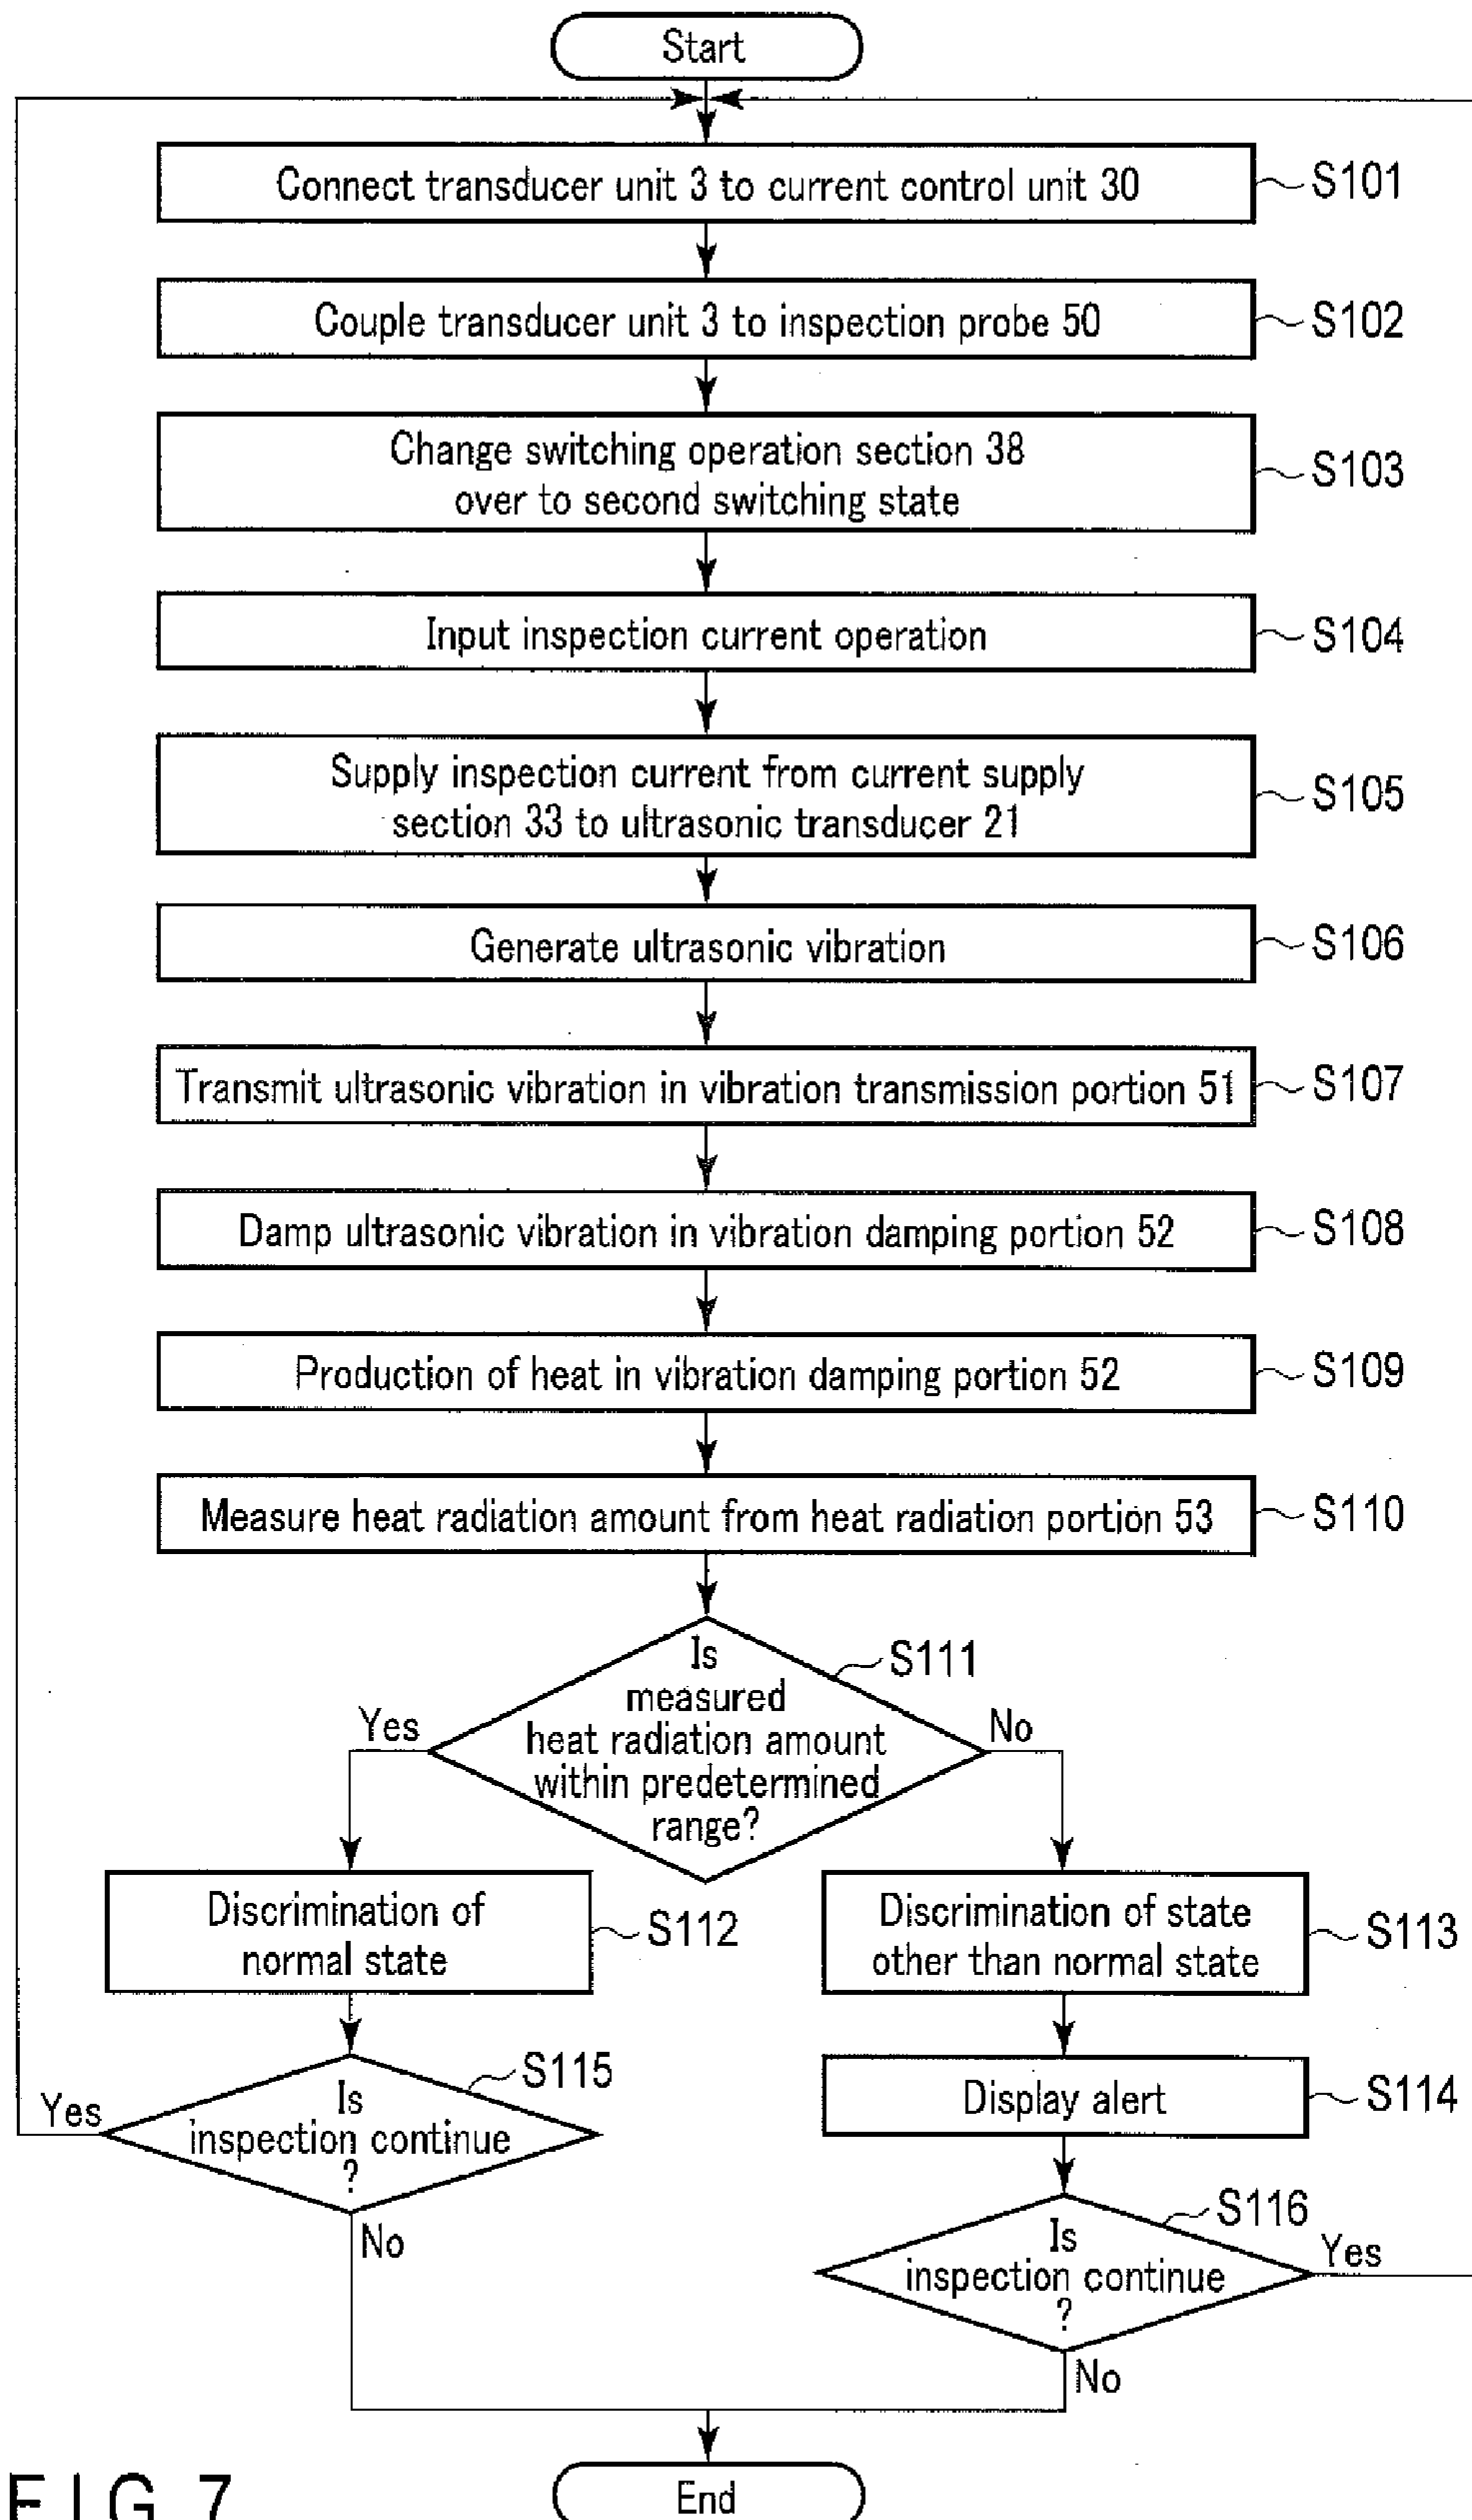 Start
Connect transducer unit 3 to current control unit 30
S101
Couple transducer unit 3 to inspection probe 50
S102
Change switching operation section 38
over to second switching state
S103
Input inspection current operation
S104
Supply inspection current from current supply
section 33 to ultrasonic transducer 21
S105
Generate ultrasonic vibration
S106
Transmit ultrasonic vibration in vibration transmission portion 51
S107
Damp ultrasonic vibration in vibration damping portion 52
S108
Production of heat in vibration damping portion 52
S109
Measure heat radiation amount from heat radiation portion 53
S110
Is
measured
heat radiation amount
within predetermined
range?
S111
Yes
No
Discrimination of
normal state
S112
Discrimination of state
other than normal state
S113
Is
inspection continue
?
S115
Yes
No
Display alert
S114
Is
inspection continue
?
S116
Yes
No
End
FIG. 7